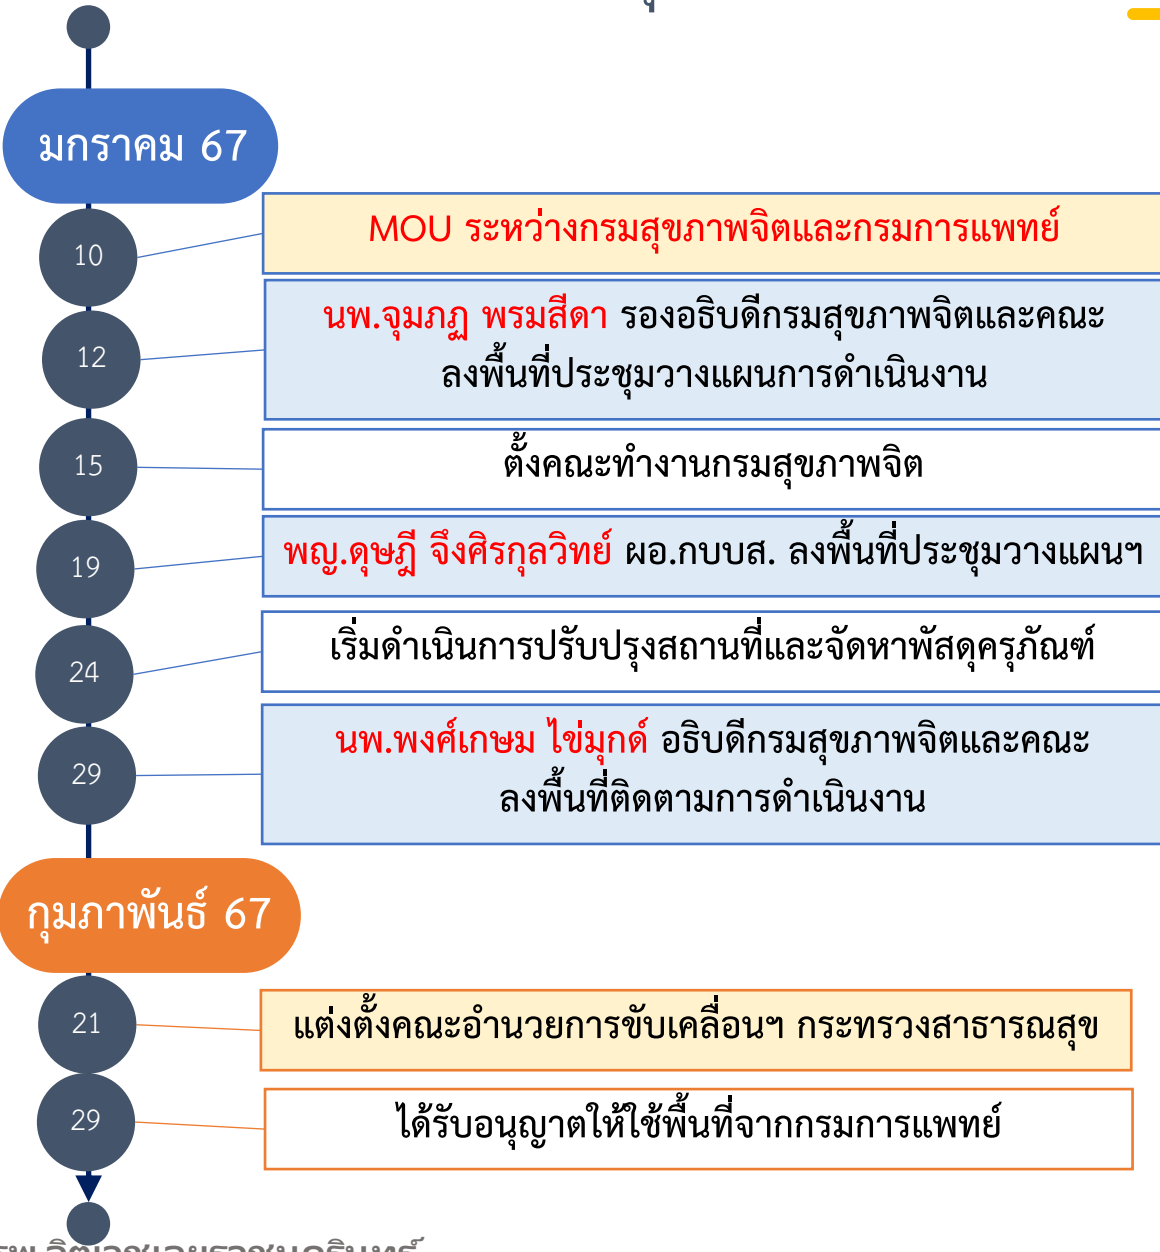 มกราคม 67
10
MOU ระหว่างกรมสุขภาพจิตและกรมการแพทย์
12
นพ.จุมภฏ พรมสีดา รองอธิบดีกรมสุขภาพจิตและคณะ
ลงพื้นที่ประชุมวางแผนการดำเนินงาน
15
ตั้งคณะทำงานกรมสุขภาพจิต
19
พญ.ดุษฎี จึงศิรกุลวิทย์ ผอ.กบบส. ลงพื้นที่ประชุมวางแผนฯ
24
เริ่มดำเนินการปรับปรุงสถานที่และจัดหาพัสดุครุภัณฑ์
29
นพ.พงศ์เกษม ไข่มุกด์ อธิบดีกรมสุขภาพจิตและคณะ
ลงพื้นที่ติดตามการดำเนินงาน
กุมภาพันธ์ 67
21
แต่งตั้งคณะอำนวยการขับเคลื่อนฯ กระทรวงสาธารณสุข
29
ได้รับอนุญาตให้ใช้พื้นที่จากกรมการแพทย์